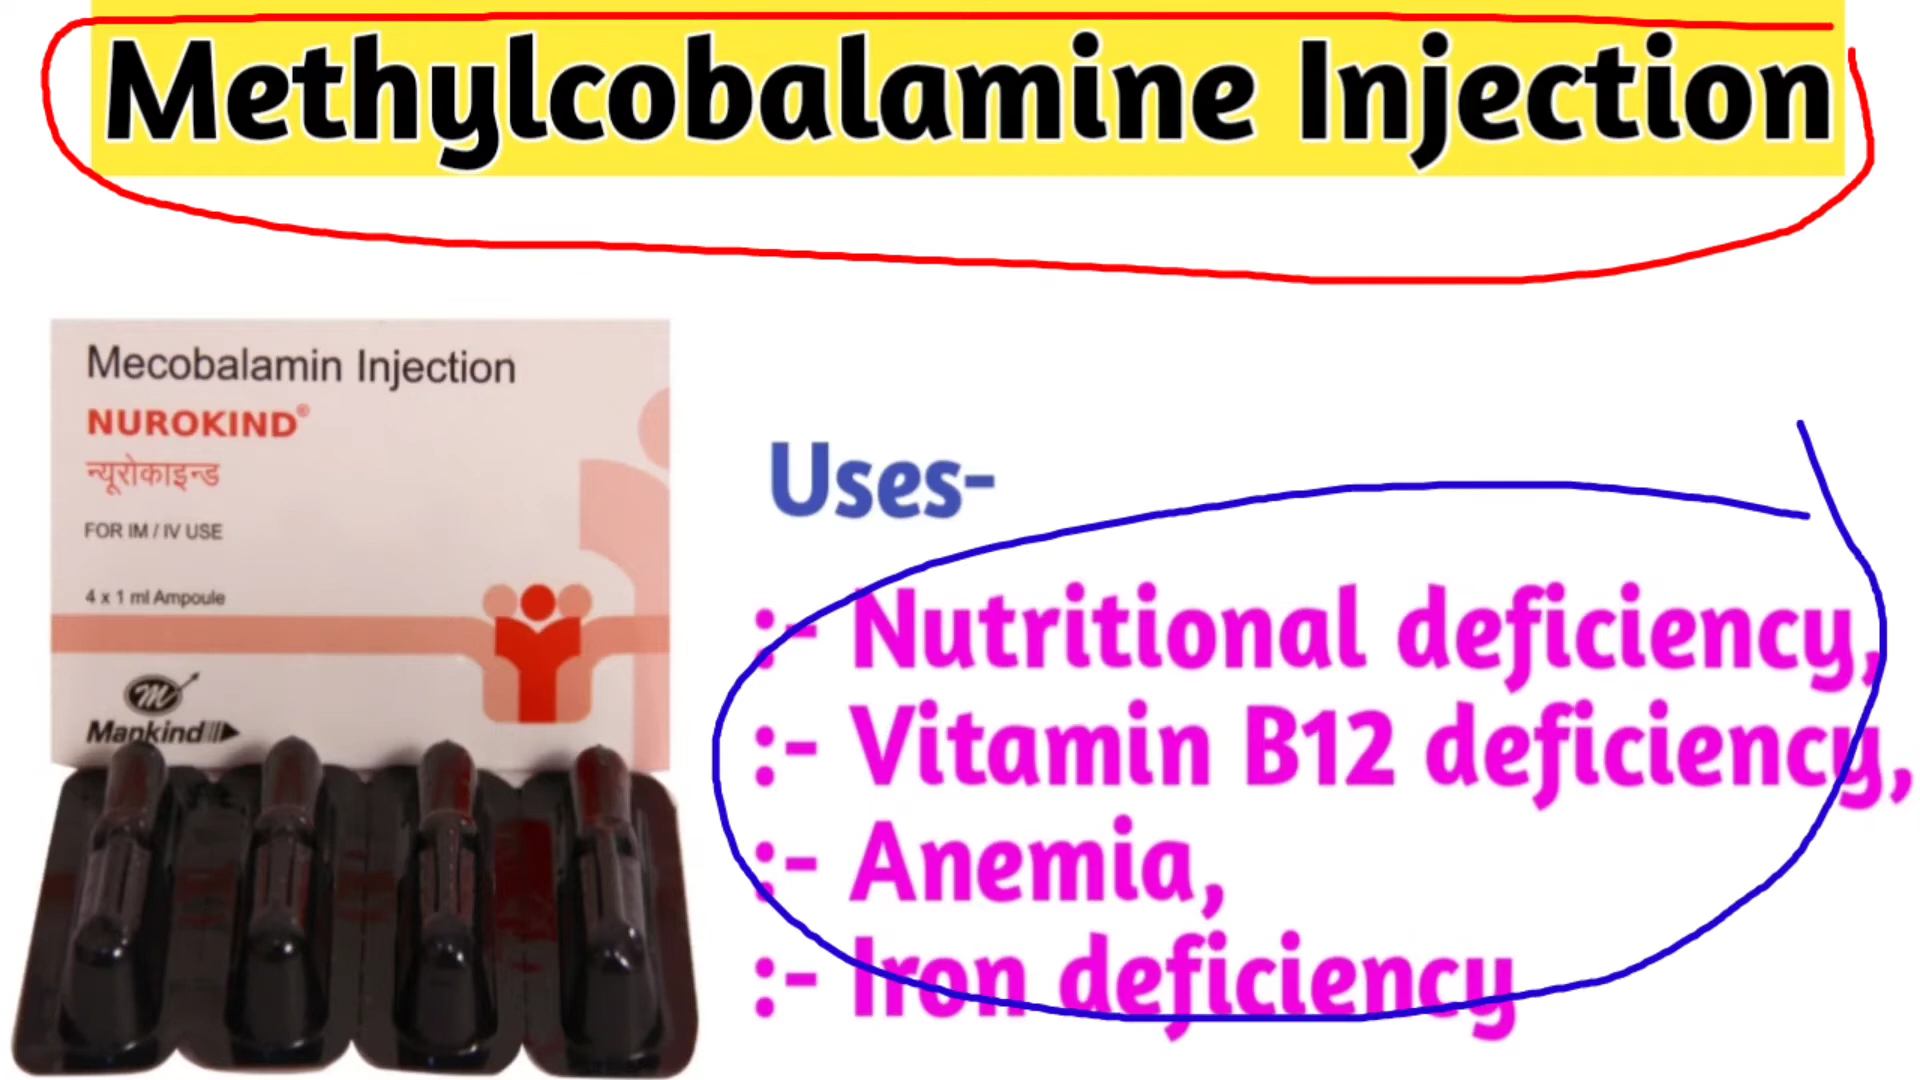 Methylcobalamine Injection
Mecobalamin Injection
NUROKIND®
न्यूरोकाइन्ड
FOR IM / IV USE
4 x 1 ml Ampoule
M
Mankind
Uses-
:- Nutritional deficiency,
:- Vitamin B12 deficiency,
:- Anemia,
:- Iron deficiency